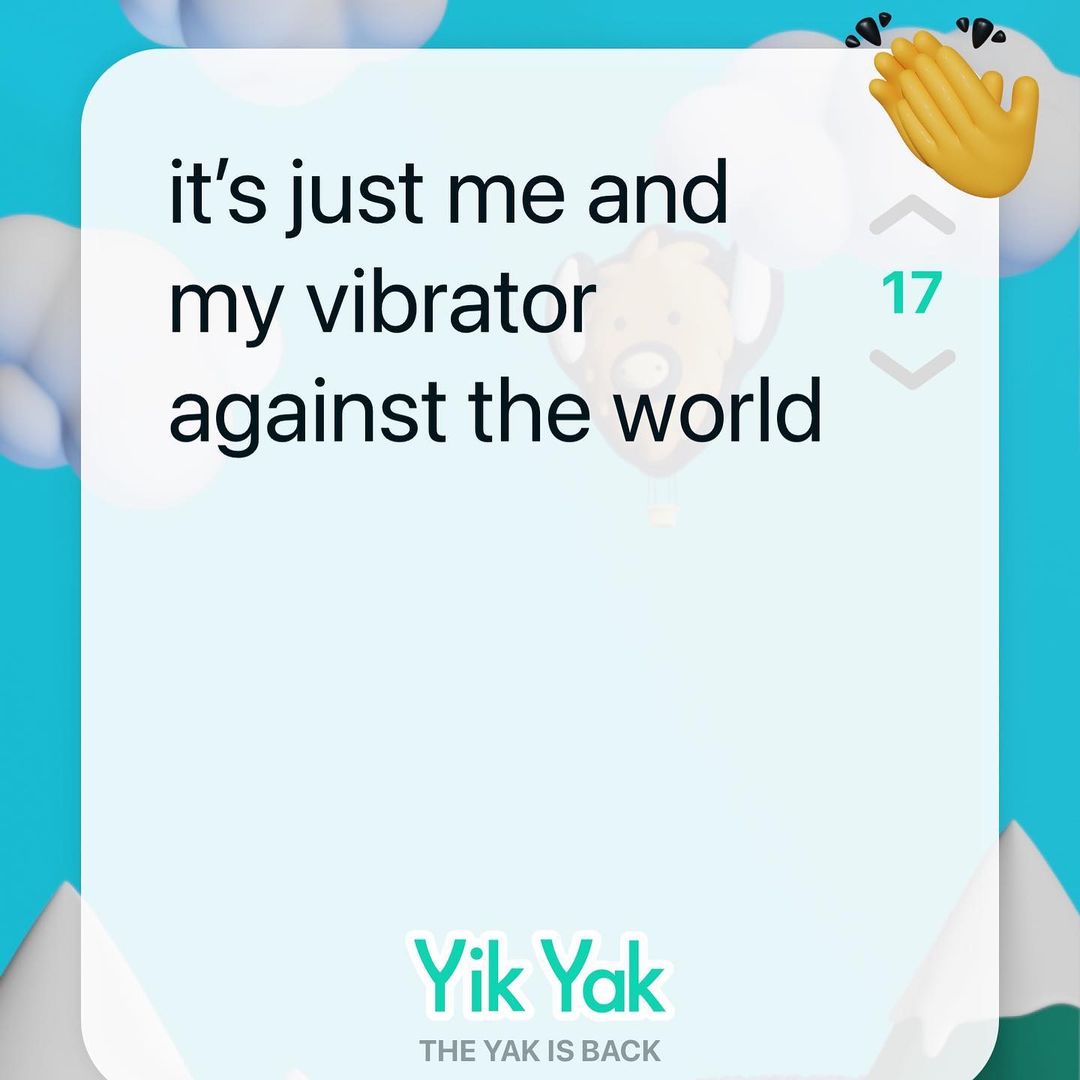 it’s just me and
my vibrator
against the world
17
Yik Yak
THE YAK IS BACK